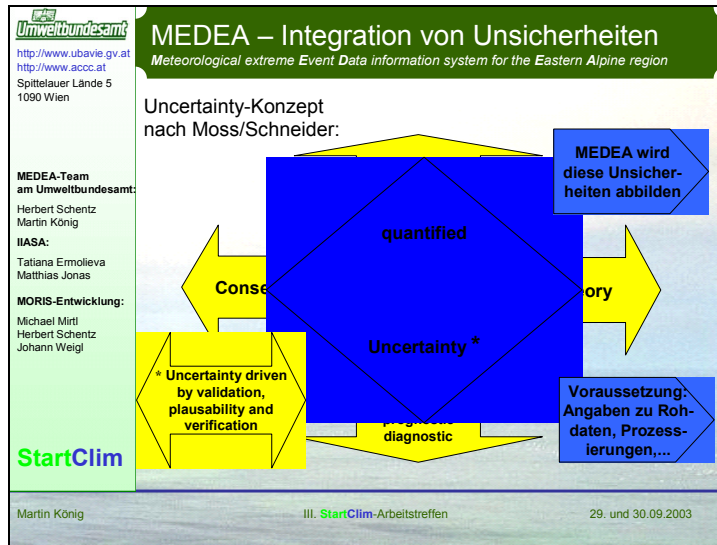 Umweltbundesamt
http://www.ubavie.gv.at
http://www.accc.at
Spittelauer Lände 5
1090 Wien
MEDEA-Team
am Umweltbundesamt:
Herbert Schentz
Martin König
IIASA:
Tatiana Ermolieva
Matthias Jonas
MORIS-Entwicklung:
Michael Mirtl
Herbert Schentz
Johann Weigl
StartClim
MEDEA – Integration von Unsicherheiten
Meteorological extreme Event Data information system for the Eastern Alpine region
Uncertainty-Konzept
nach Moss/Schneider:
MEDEA wird
diese Unsicher-
heiten abbilden
quantified
Uncertainty *
* Uncertainty driven
by validation,
plausability and
verification
diagnostic
Voraussetzung:
Angaben zu Roh-
daten, Prozess-
ierungen,...
Martin König
III. StartClim-Arbeitstreffen
29. und 30.09.2003